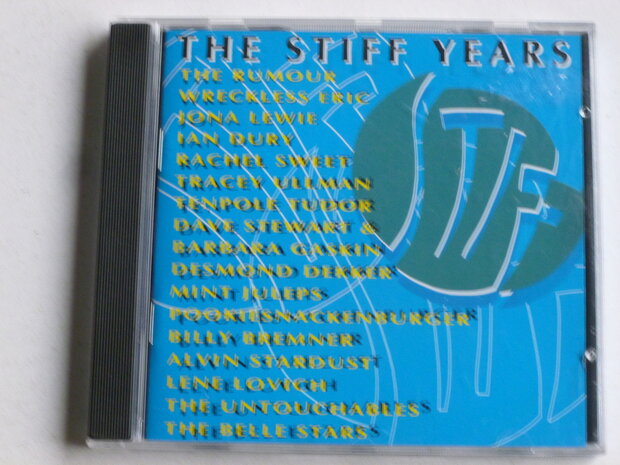 THE STIFF YEARS
THE RUMOUR
WRECKLESS ERIC
JONA LEWIE
IAN DURY
RACHEL SWEET
TRACEY ULLMAN
TENPOLE TUDOR
DAVE STEWART &
BARBARA GASKIN
DESMOND DEKKER
MINT JULEPS
POOKIESNACKENBURGER
BILLY BREMNER
ALVIN STARDUST
LENE LOVICH
THE UNTOUCHABLES
THE BELLE STARS
STIFF